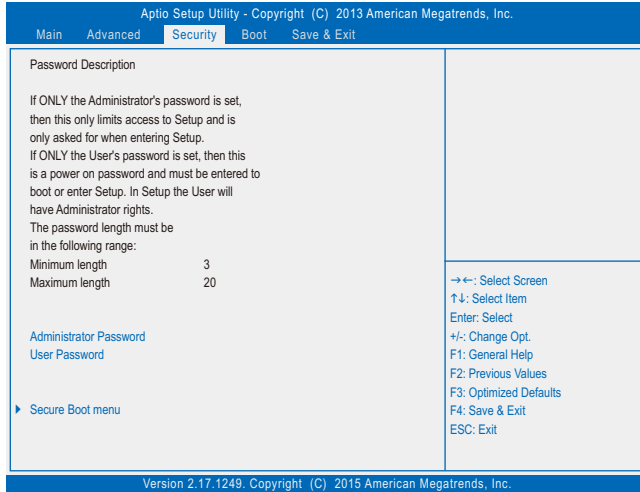 Aptio Setup Utility - Copyright (C) 2013 American Megatrends, Inc.
Main Advanced Security Boot Save & Exit
Password Description
If ONLY the Administrator's password is set,
then this only limits access to Setup and is
only asked for when entering Setup.
If ONLY the User's password is set, then this
is a power on password and must be entered to
boot or enter Setup. In Setup the User will
have Administrator rights.
The password length must be
in the following range:
Minimum length 3
Maximum length 20
Administrator Password
User Password
Secure Boot menu
→←: Select Screen
↑↓: Select Item
Enter: Select
+/-: Change Opt.
F1: General Help
F2: Previous Values
F3: Optimized Defaults
F4: Save & Exit
ESC: Exit
Version 2.17.1249. Copyright (C) 2015 American Megatrends, Inc.